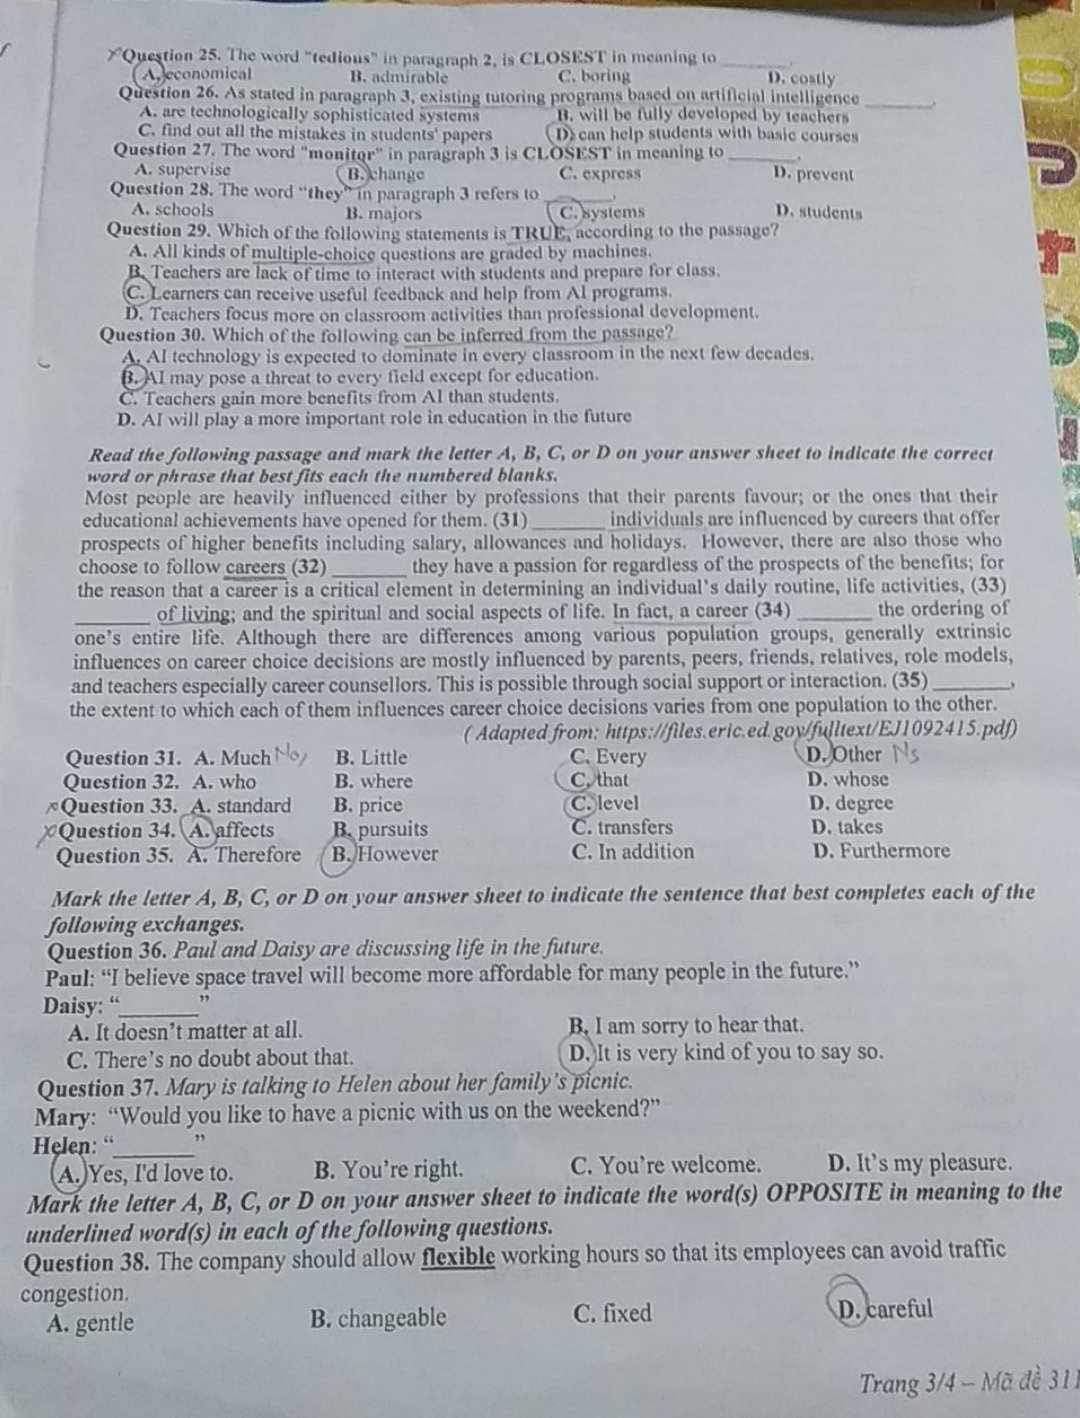 Question 25. The word "tedious" in paragraph 2, is CLOSEST in meaning to ________.
A. economical B. admirable C. boring D. costly
Question 26. As stated in paragraph 3, existing tutoring programs based on artificial intelligence ________.
A. are technologically sophisticated systems B. will be fully developed by teachers
C. find out all the mistakes in students' papers D. can help students with basic courses
Question 27. The word "monitor" in paragraph 3 is CLOSEST in meaning to ________.
A. supervise B. change C. express D. prevent
Question 28. The word "they" in paragraph 3 refers to ________.
A. schools B. majors C. systems D. students
Question 29. Which of the following statements is TRUE, according to the passage?
A. All kinds of multiple-choice questions are graded by machines.
B. Teachers are lack of time to interact with students and prepare for class.
C. Learners can receive useful feedback and help from AI programs.
D. Teachers focus more on classroom activities than professional development.
Question 30. Which of the following can be inferred from the passage?
A. AI technology is expected to dominate in every classroom in the next few decades.
B. AI may pose a threat to every field except for education.
C. Teachers gain more benefits from AI than students.
D. AI will play a more important role in education in the future
Read the following passage and mark the letter A, B, C, or D on your answer sheet to indicate the correct
word or phrase that best fits each the numbered blanks.
Most people are heavily influenced either by professions that their parents favour; or the ones that their
educational achievements have opened for them. (31) ________ individuals are influenced by careers that offer
prospects of higher benefits including salary, allowances and holidays. However, there are also those who
choose to follow careers (32) ________ they have a passion for regardless of the prospects of the benefits; for
the reason that a career is a critical element in determining an individual's daily routine, life activities, (33)
________ of living; and the spiritual and social aspects of life. In fact, a career (34) ________ the ordering of
one's entire life. Although there are differences among various population groups, generally extrinsic
influences on career choice decisions are mostly influenced by parents, peers, friends, relatives, role models,
and teachers especially career counsellors. This is possible through social support or interaction. (35) ________,
the extent to which each of them influences career choice decisions varies from one population to the other.
( Adapted from: https://files.eric.ed.gov/fulltext/EJ1092415.pdf)
Question 31. A. Much B. Little C. Every D. Other Ns
Question 32. A. who B. where C. that D. whose
Question 33. A. standard B. price C. level D. degree
Question 34. A. affects B. pursuits C. transfers D. takes
Question 35. A. Therefore B. However C. In addition D. Furthermore
Mark the letter A, B, C, or D on your answer sheet to indicate the sentence that best completes each of the
following exchanges.
Question 36. Paul and Daisy are discussing life in the future.
Paul: "I believe space travel will become more affordable for many people in the future."
Daisy: "________"
A. It doesn't matter at all. B. I am sorry to hear that.
C. There's no doubt about that. D. It is very kind of you to say so.
Question 37. Mary is talking to Helen about her family's picnic.
Mary: "Would you like to have a picnic with us on the weekend?"
Helen: "________"
A. Yes, I'd love to. B. You're right. C. You're welcome. D. It's my pleasure.
Mark the letter A, B, C, or D on your answer sheet to indicate the word(s) OPPOSITE in meaning to the
underlined word(s) in each of the following questions.
Question 38. The company should allow flexible working hours so that its employees can avoid traffic
congestion.
A. gentle B. changeable C. fixed D. careful
Trang 3/4 – Mã đề 311